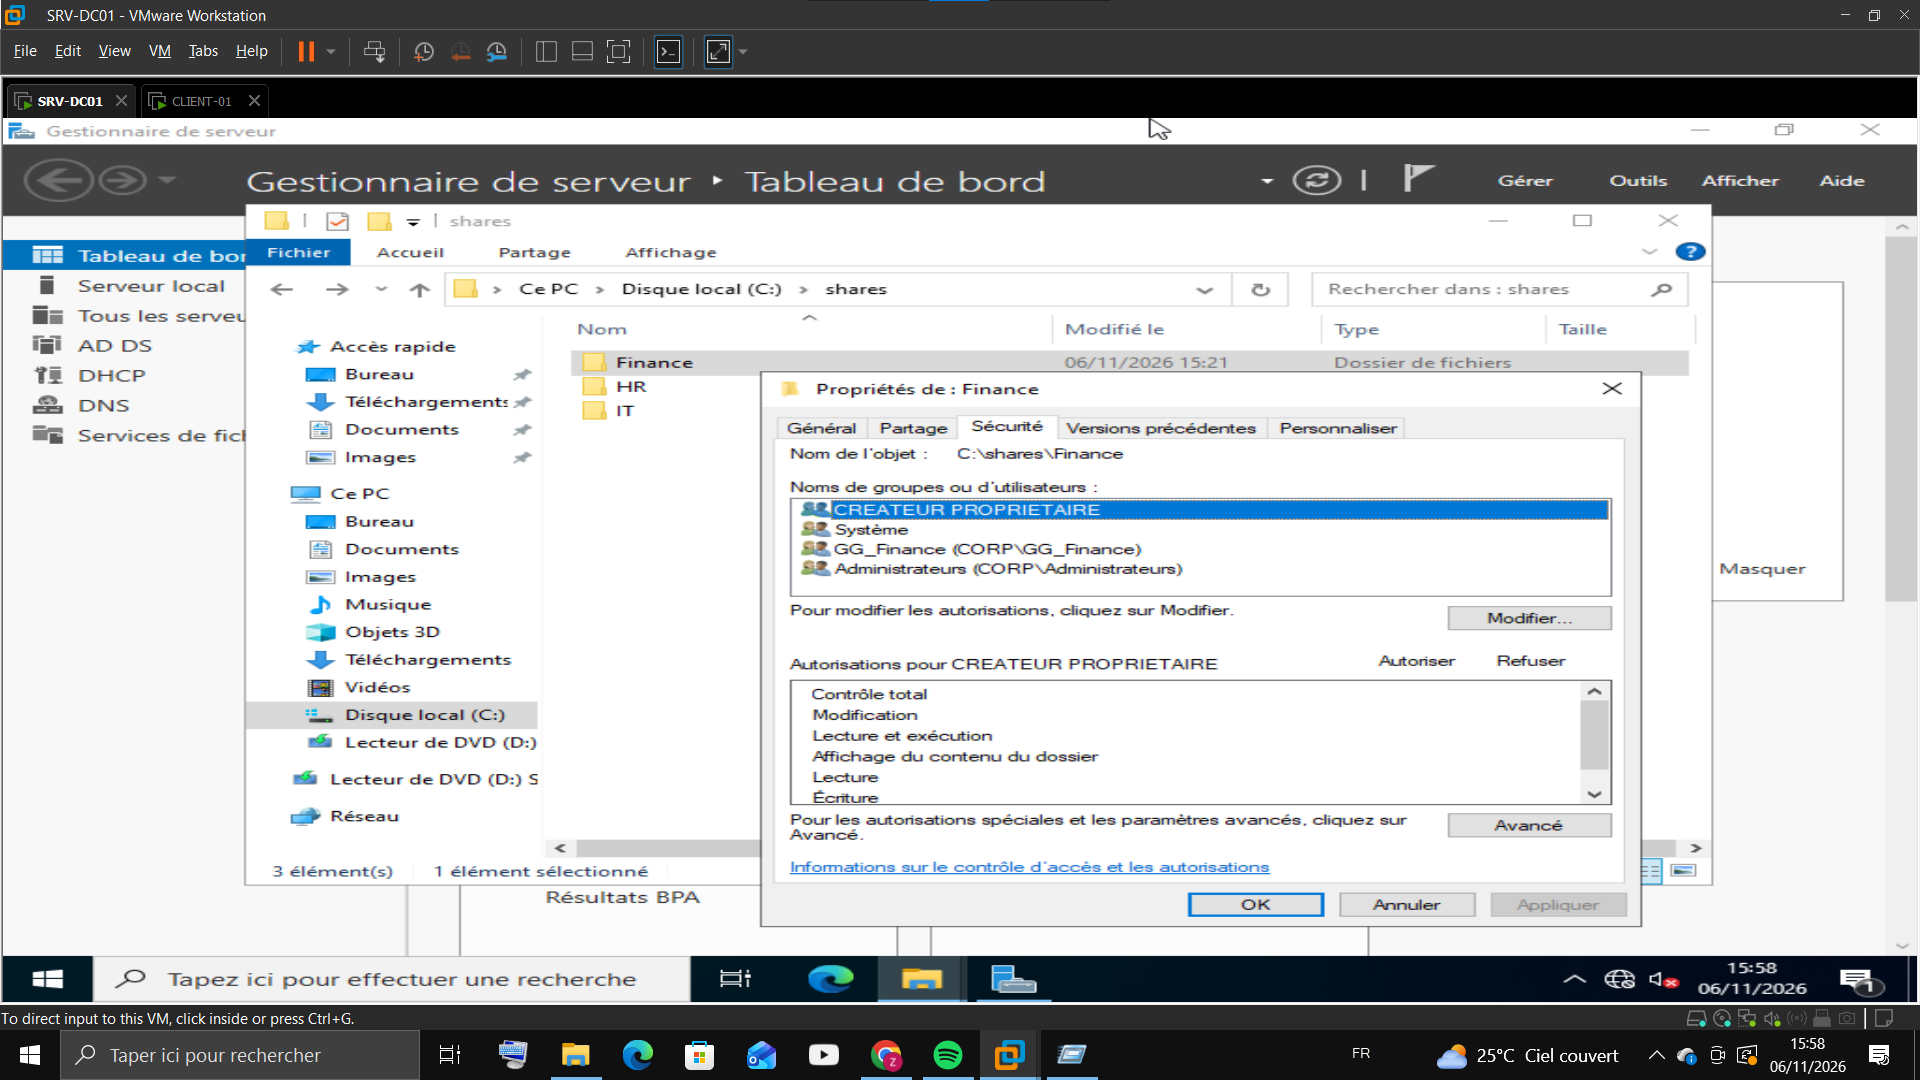 SRV-DC01 - VMware Workstation
File Edit View VM Tabs Help
SRV-DC01 CLIENT-01
Gestionnaire de serveur
Gestionnaire de serveur ‣ Tableau de bord
Gérer Outils Afficher Aide
Tableau de bor
Serveur local
Tous les serveu
AD DS
DHCP
DNS
Services de fich
shares
Fichier Accueil Partage Affichage
Ce PC > Disque local (C:) > shares
Rechercher dans : shares
Nom Modifié le Type Taille
Accès rapide
Bureau
Téléchargements
Documents
Images
Ce PC
Bureau
Documents
Images
Musique
Objets 3D
Téléchargements
Vidéos
Disque local (C:)
Lecteur de DVD (D:)
Lecteur de DVD (D:) S
Réseau
Finance 06/11/2026 15:21 Dossier de fichiers
HR
IT
3 élément(s) 1 élément sélectionné
Propriétés de : Finance
Général Partage Sécurité Versions précédentes Personnaliser
Nom de l'objet : C:\shares\Finance
Noms de groupes ou d'utilisateurs :
CREATEUR PROPRIETAIRE
Système
GG_Finance (CORP\GG_Finance)
Administrateurs (CORP\Administrateurs)
Pour modifier les autorisations, cliquez sur Modifier.
Modifier...
Autorisations pour CREATEUR PROPRIETAIRE Autoriser Refuser
Contrôle total
Modification
Lecture et exécution
Affichage du contenu du dossier
Lecture
Écriture
Pour les autorisations spéciales et les paramètres avancés, cliquez sur
Avancé.
Avancé
Informations sur le contrôle d'accès et les autorisations
OK Annuler Appliquer
Masquer
Résultats BPA
Tapez ici pour effectuer une recherche
15:58
06/11/2026
1
To direct input to this VM, click inside or press Ctrl+G.
Taper ici pour rechercher
FR
25°C Ciel couvert
15:58
06/11/2026